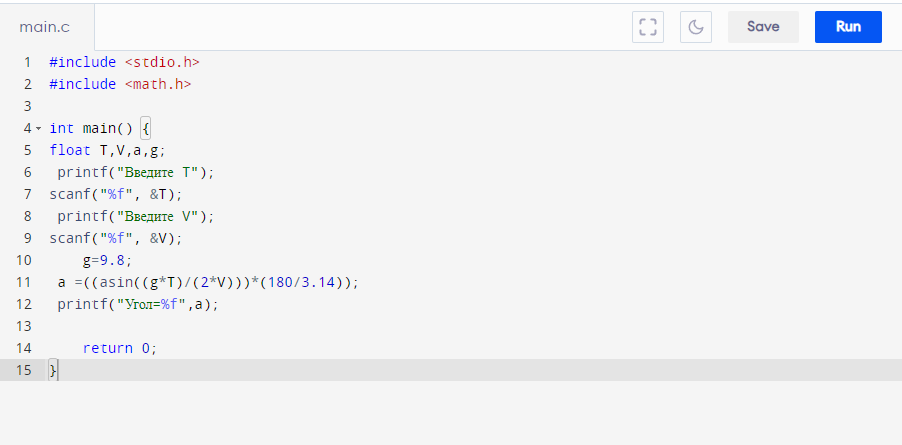 main.c
Save
Run
1 #include <stdio.h>
2 #include <math.h>
3
4 int main() {
5 float T,V,a,g;
6 printf("Введите T");
7 scanf("%f", &T);
8 printf("Введите V");
9 scanf("%f", &V);
10 g=9.8;
11 a =((asin((g*T)/(2*V)))*(180/3.14));
12 printf("Угол=%f",a);
13
14 return 0;
15 }